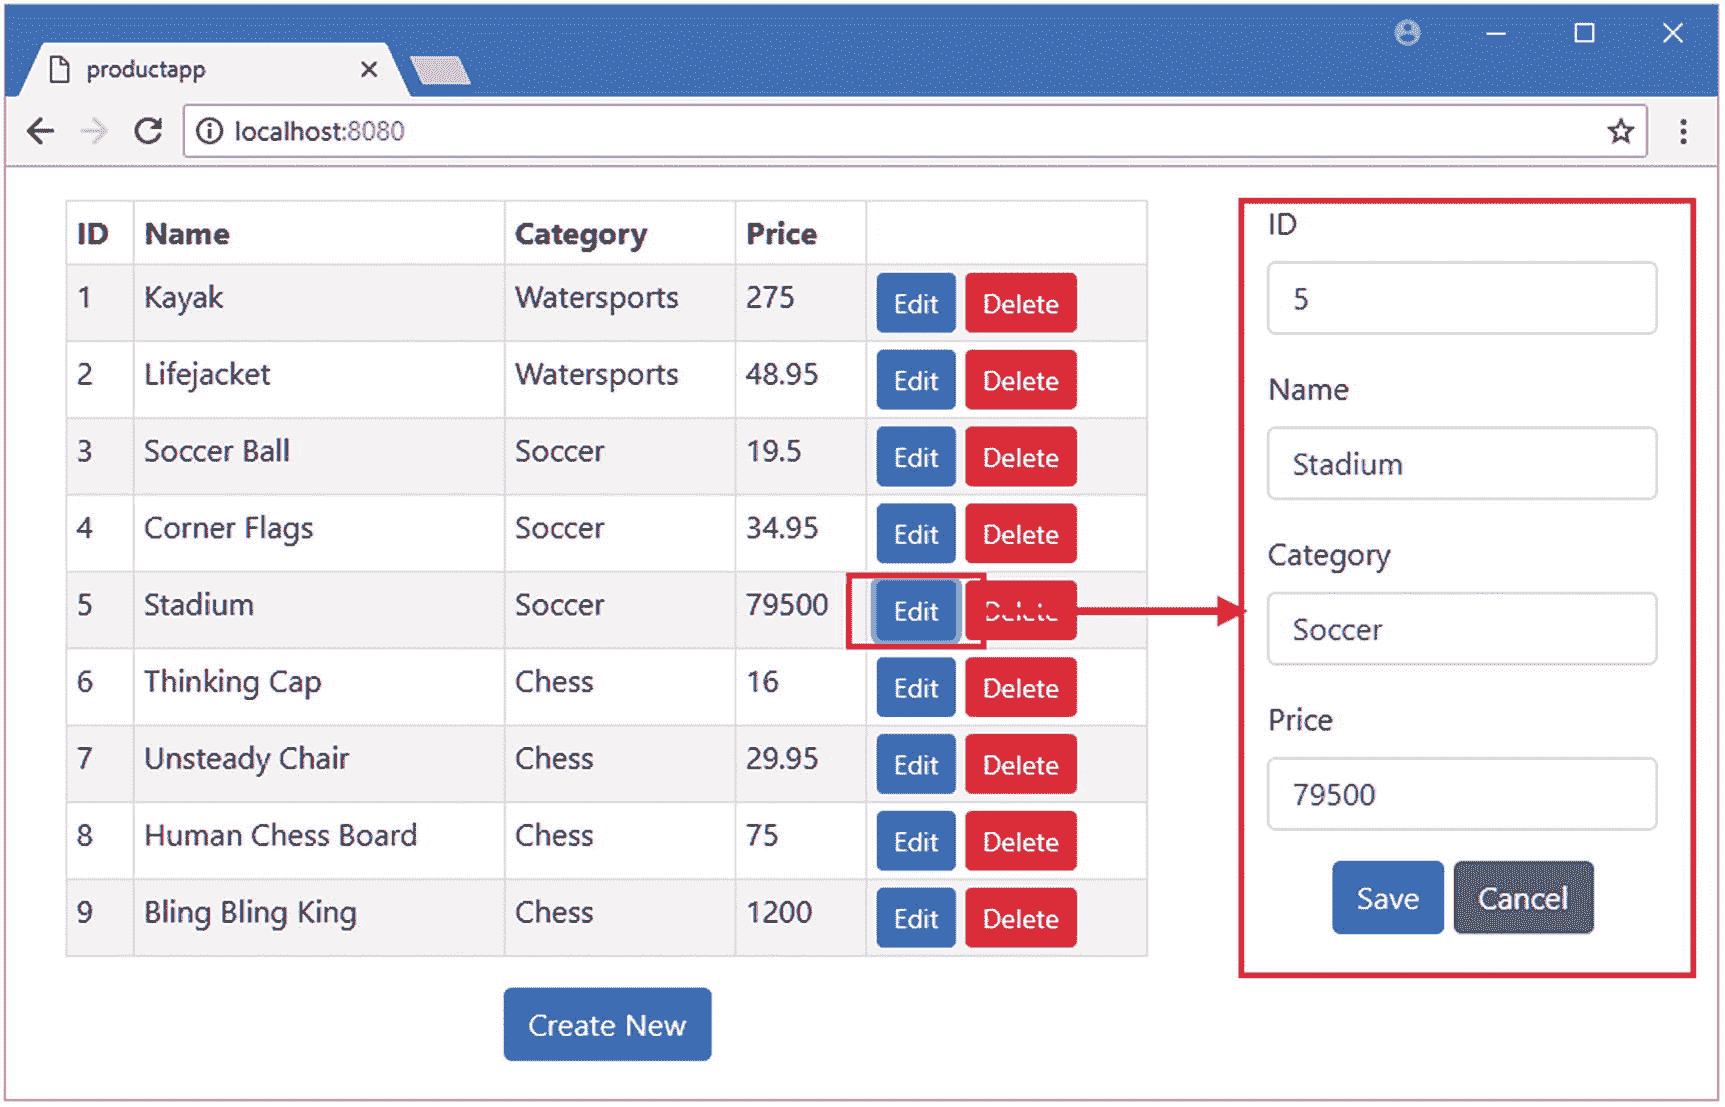 productapp
localhost:8080
ID Name Category Price
1 Kayak Watersports 275 Edit Delete
2 Lifejacket Watersports 48.95 Edit Delete
3 Soccer Ball Soccer 19.5 Edit Delete
4 Corner Flags Soccer 34.95 Edit Delete
5 Stadium Soccer 79500 Edit Delete
6 Thinking Cap Chess 16 Edit Delete
7 Unsteady Chair Chess 29.95 Edit Delete
8 Human Chess Board Chess 75 Edit Delete
9 Bling Bling King Chess 1200 Edit Delete
Create New
ID
5
Name
Stadium
Category
Soccer
Price
79500
Save Cancel